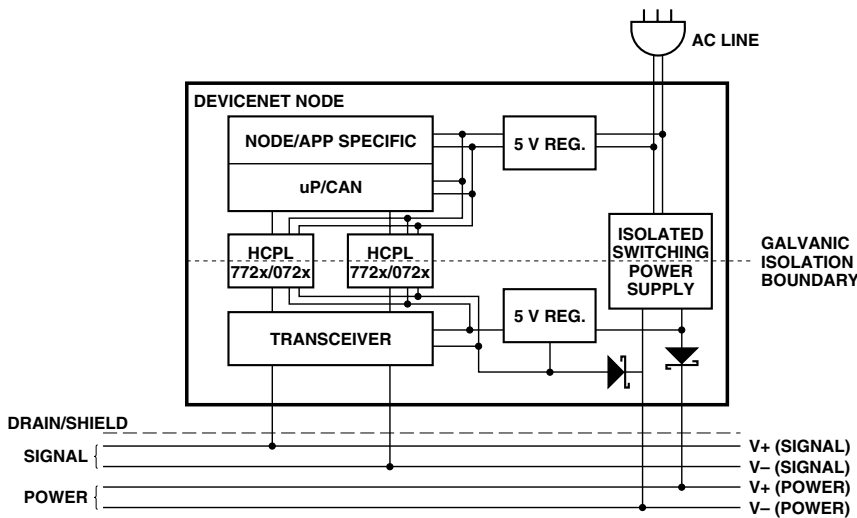 AC LINE
DEVICENET NODE
NODE/APP SPECIFIC
5 V REG.
uP/CAN
HCPL
772x/072x
HCPL
772x/072x
ISOLATED
SWITCHING
POWER
SUPPLY
GALVANIC
ISOLATION
BOUNDARY
5 V REG.
TRANSCEIVER
DRAIN/SHIELD
SIGNAL
V+ (SIGNAL)
V– (SIGNAL)
POWER
V+ (POWER)
V– (POWER)